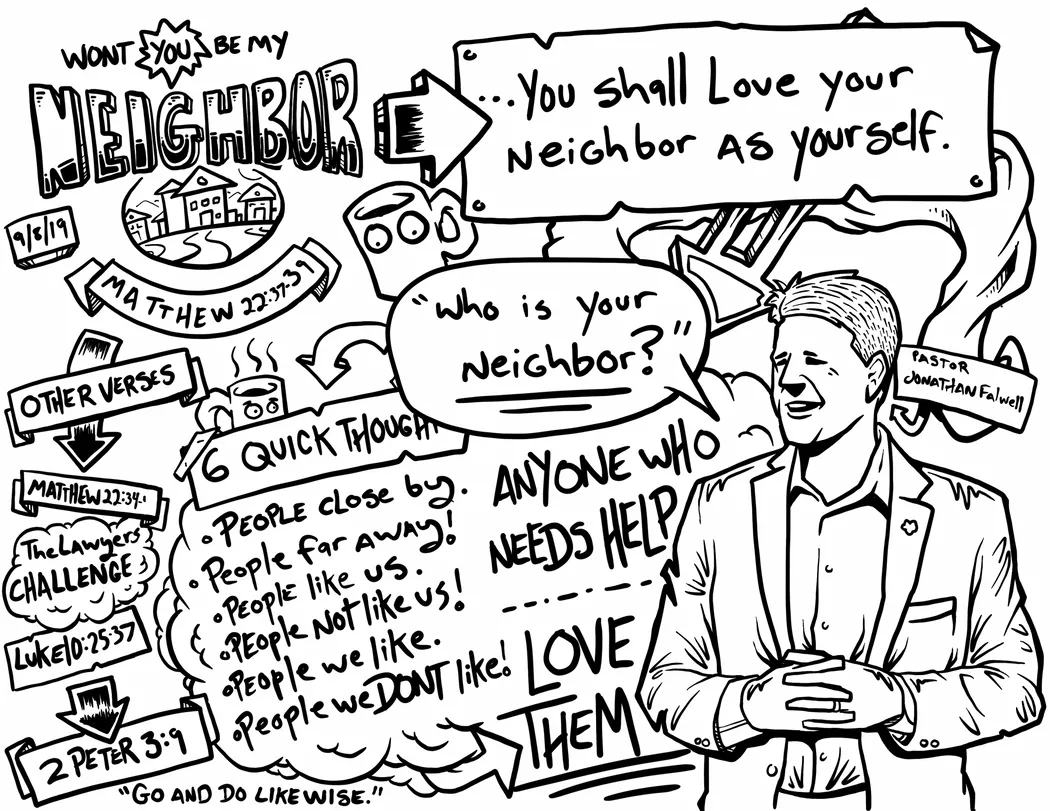 WONT YOU BE MY
NEIGHBOR
9/8/19
MATTHEW 22:37-39
...You shall Love your
Neighbor As yourself.
"Who is Your
Neighbor?"
PASTOR
JONATHAN Falwell
OTHER VERSES
MATTHEW 22:34-
The Lawyers
CHALLENGE
LUKE 10:25-37
2 PETER 3:9
"GO AND DO LIKEWISE."
6 QUICK THOUGHT
• PEOPLE close by.
• People far AWAY!
• PEOPLE like us.
• PEOPLE Not like us!
• PEOPLE we like.
• People we DON'T like!
ANYONE WHO
NEEDS HELP
LOVE
THEM